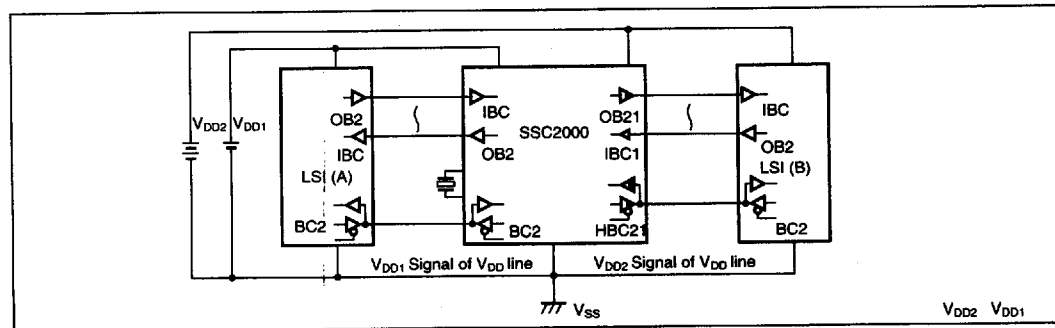 OB2
IBC
OB21
IBC
SSC2000
VDD2 VDD1
IBC
OB2
IBC1
OB2
LSI (A)
LSI (B)
BC2
BC2
HBC21
BC2
VDD1 Signal of VDD line
VDD2 Signal of VDD line
VSS
VDD2 VDD1